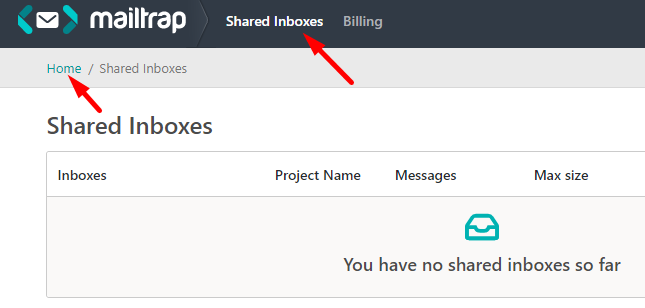 mailtrap Shared Inboxes Billing
Home / Shared Inboxes
Shared Inboxes
Inboxes Project Name Messages Max size
You have no shared inboxes so far